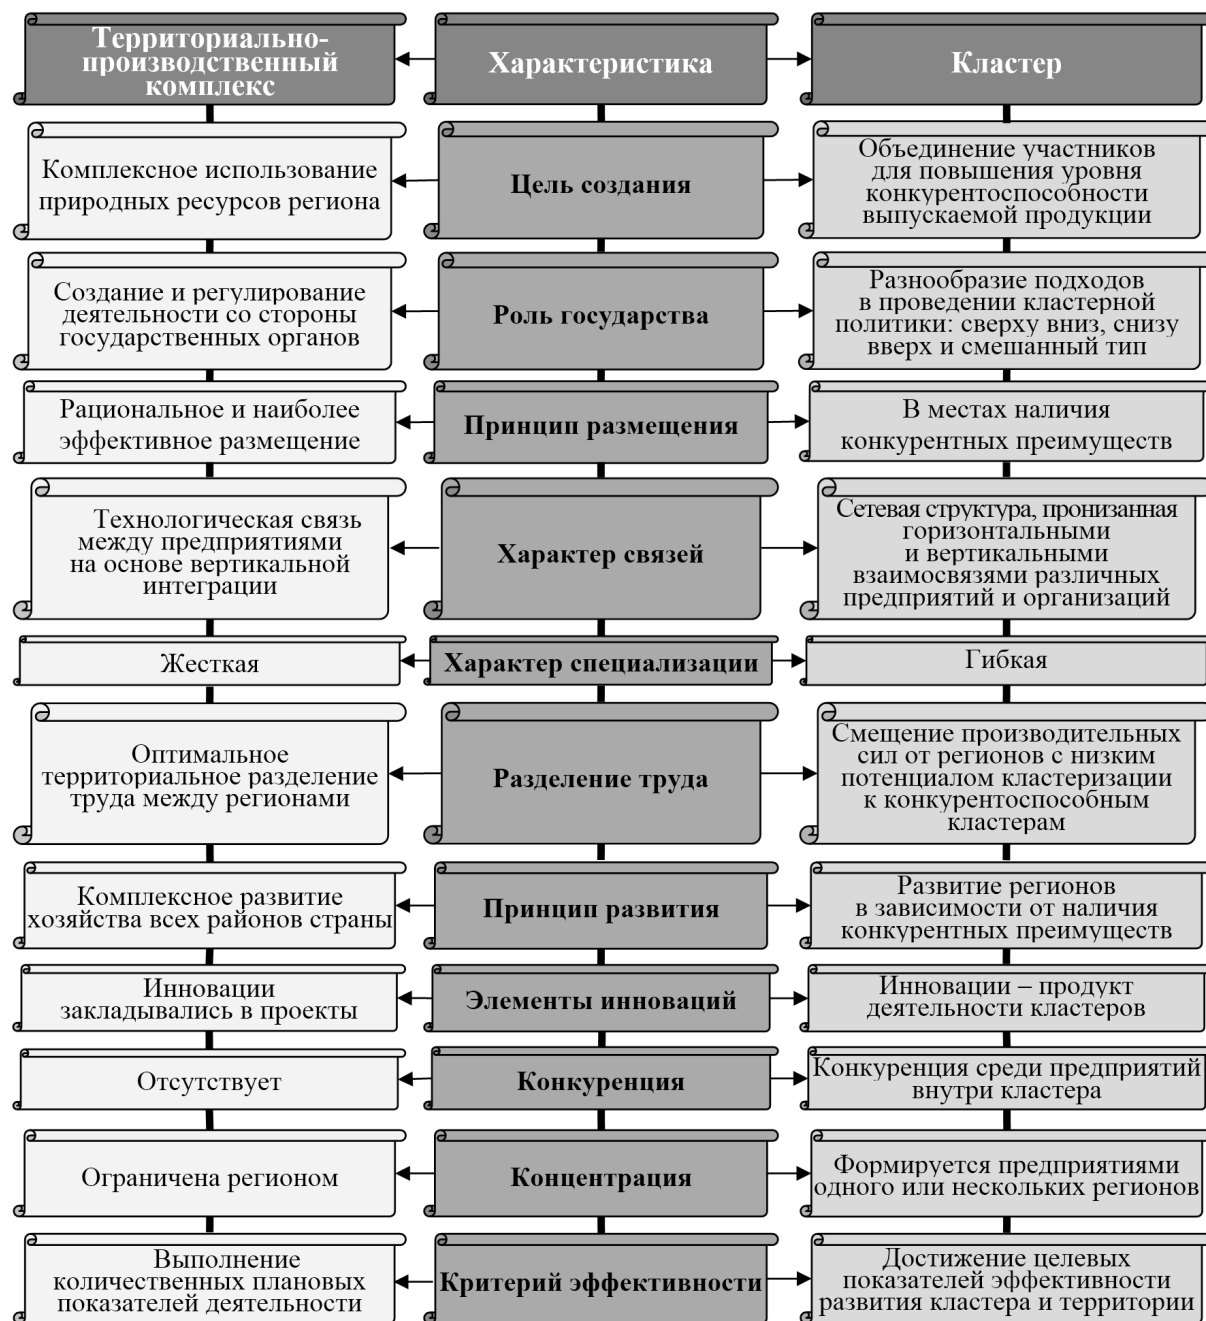 Территориально-
производственный
комплекс
Характеристика
Кластер
Комплексное использование
природных ресурсов региона
Цель создания
Объединение участников
для повышения уровня
конкурентоспособности
выпускаемой продукции
Создание и регулирование
деятельности со стороны
государственных органов
Роль государства
Разнообразие подходов
в проведении кластерной
политики: сверху вниз, снизу
вверх и смешанный тип
Рациональное и наиболее
эффективное размещение
Принцип размещения
В местах наличия
конкурентных преимуществ
Технологическая связь
между предприятиями
на основе вертикальной
интеграции
Характер связей
Сетевая структура, пронизанная
горизонтальными
и вертикальными
взаимосвязями различных
предприятий и организаций
Жесткая
Характер специализации
Гибкая
Оптимальное
территориальное разделение
труда между регионами
Разделение труда
Смещение производительных
сил от регионов с низким
потенциалом кластеризации
к конкурентоспособным
кластерам
Комплексное развитие
хозяйства всех районов страны
Принцип развития
Развитие регионов
в зависимости от наличия
конкурентных преимуществ
Инновации
закладывались в проекты
Элементы инноваций
Инновации – продукт
деятельности кластеров
Отсутствует
Конкуренция
Конкуренция среди предприятий
внутри кластера
Ограничена регионом
Концентрация
Формируется предприятиями
одного или нескольких регионов
Выполнение
количественных плановых
показателей деятельности
Критерий эффективности
Достижение целевых
показателей эффективности
развития кластера и территории